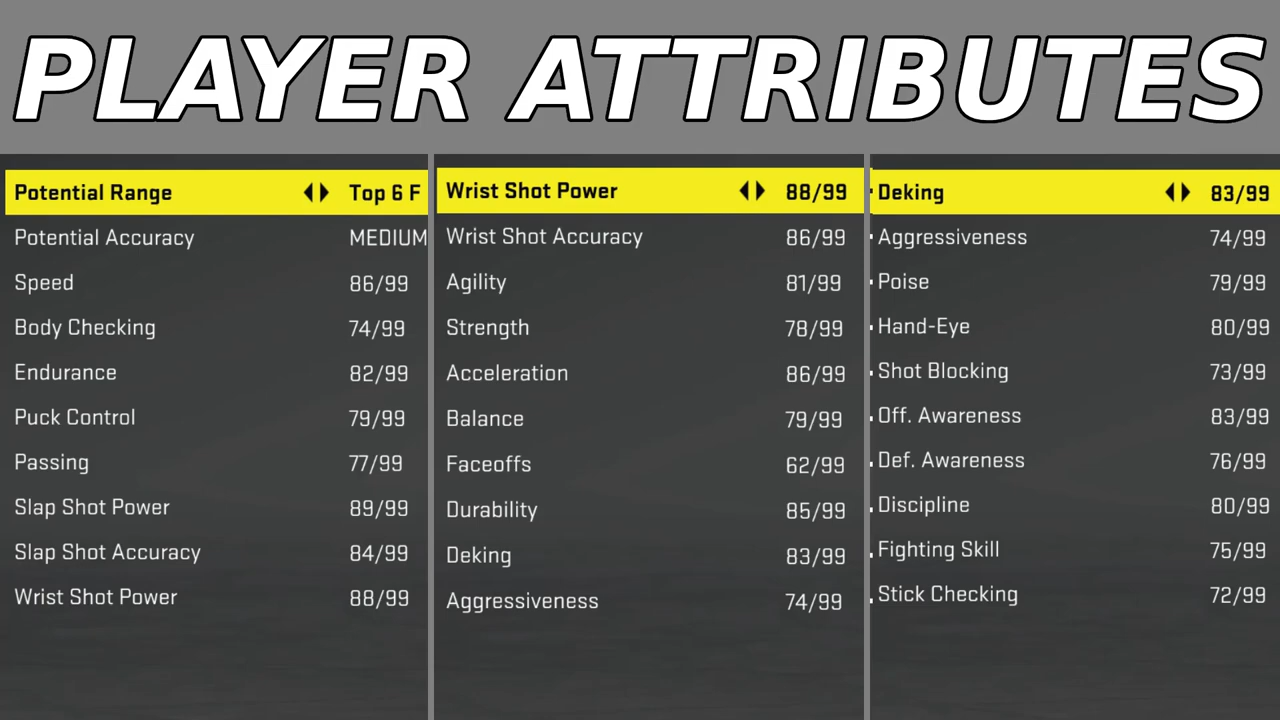 PLAYER ATTRIBUTES
Potential Range Top 6 F
Potential Accuracy MEDIUM
Speed 86/99
Body Checking 74/99
Endurance 82/99
Puck Control 79/99
Passing 77/99
Slap Shot Power 89/99
Slap Shot Accuracy 84/99
Wrist Shot Power 88/99
Wrist Shot Power 88/99
Wrist Shot Accuracy 86/99
Agility 81/99
Strength 78/99
Acceleration 86/99
Balance 79/99
Faceoffs 62/99
Durability 85/99
Deking 83/99
Aggressiveness 74/99
Deking 83/99
Aggressiveness 74/99
Poise 79/99
Hand-Eye 80/99
Shot Blocking 73/99
Off. Awareness 83/99
Def. Awareness 76/99
Discipline 80/99
Fighting Skill 75/99
Stick Checking 72/99